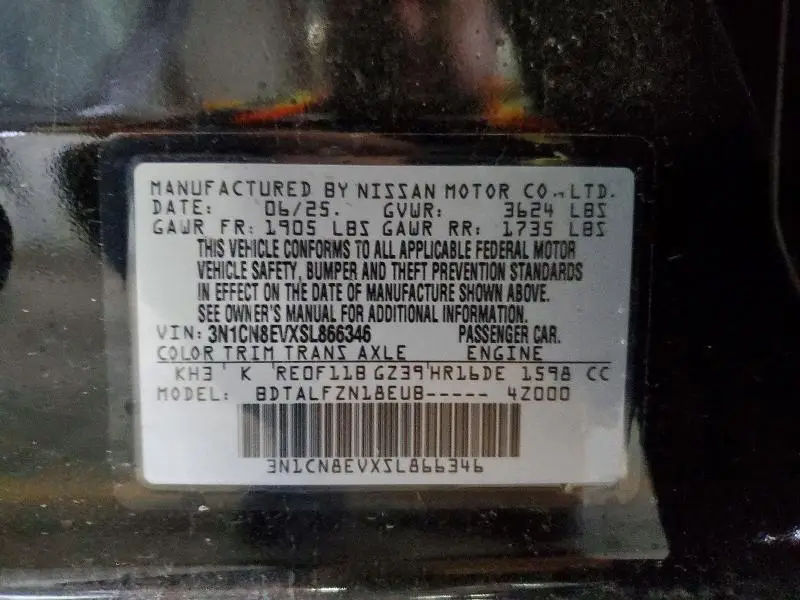 MANUFACTURED BY NISSAN MOTOR CO., LTD.
DATE: 06/25. GVWR: 3624 LBS
GAWR FR: 1905 LBS GAWR RR: 1735 LBS
THIS VEHICLE CONFORMS TO ALL APPLICABLE FEDERAL MOTOR
VEHICLE SAFETY, BUMPER AND THEFT PREVENTION STANDARDS
IN EFFECT ON THE DATE OF MANUFACTURE SHOWN ABOVE.
SEE OWNER'S MANUAL FOR ADDITIONAL INFORMATION.
VIN: 3N1CN8EVXSL866346 PASSENGER CAR.
COLOR TRIM TRANS AXLE ENGINE
KH3 K RE0F11B GZ39 HR16DE 1598 CC
MODEL: BDTALFZN18EUB----- 4Z000
3N1CN8EVXSL866346